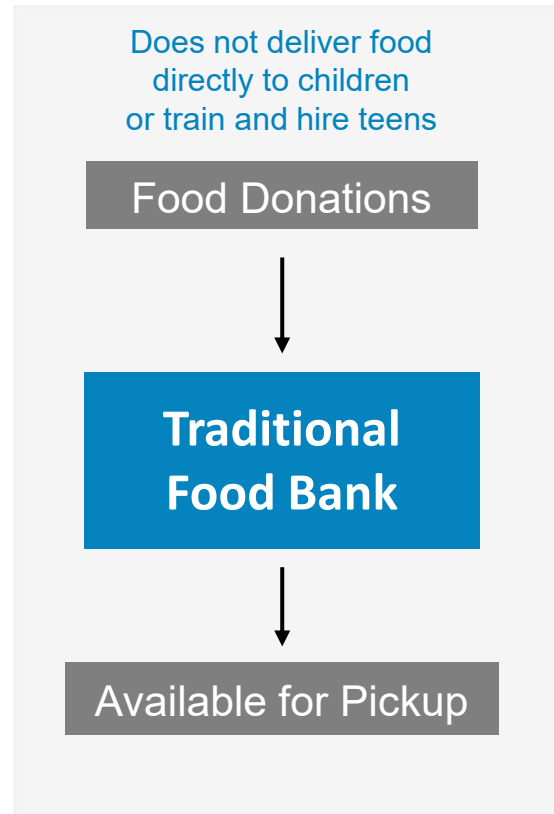 Does not deliver food
directly to children
or train and hire teens
Food Donations
Traditional
Food Bank
Available for Pickup